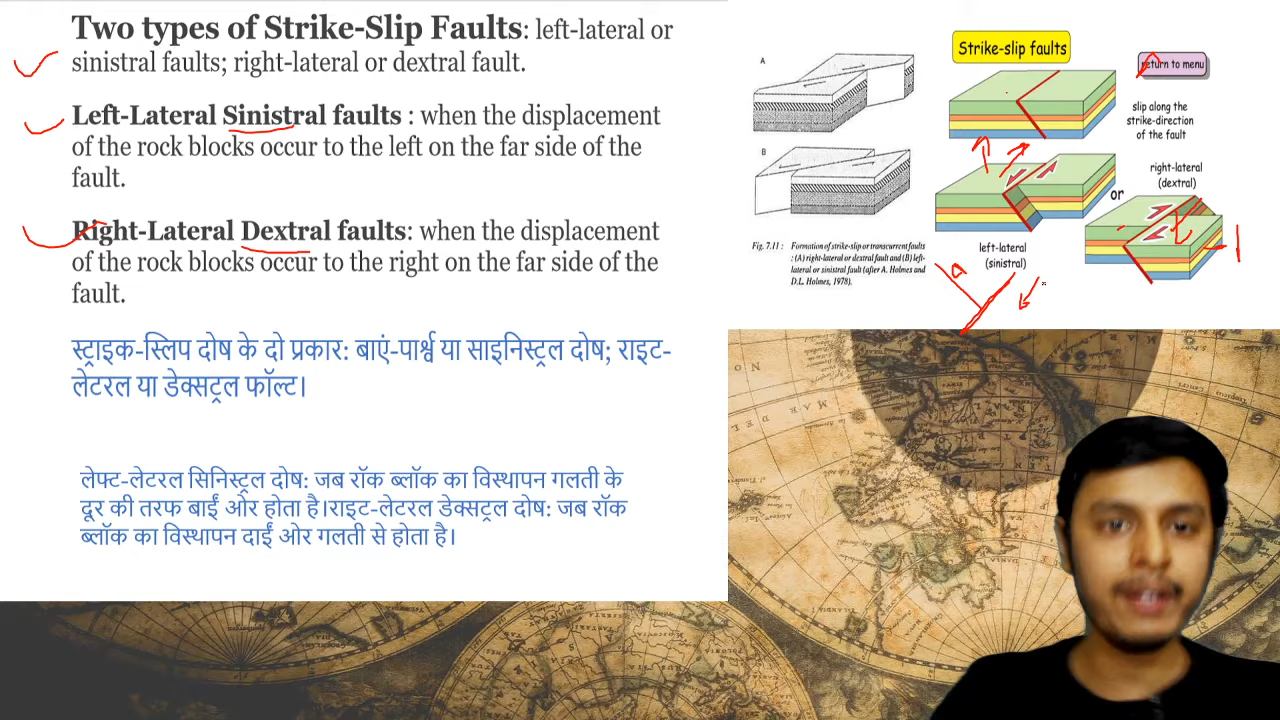 Two types of Strike-Slip Faults: left-lateral or
sinistral faults; right-lateral or dextral fault.
Left-Lateral Sinistral faults : when the displacement
of the rock blocks occur to the left on the far side of the
fault.
Right-Lateral Dextral faults: when the displacement
of the rock blocks occur to the right on the far side of the
fault.
स्ट्राइक-स्लिप दोष के दो प्रकार: बाएं-पार्श्व या साइनिस्ट्रल दोष; राइट-
लेटरल या डेक्सट्रल फॉल्ट।
लेफ्ट-लेटरल सिनिस्ट्रल दोष: जब रॉक ब्लॉक का विस्थापन गलती के
दूर की तरफ बाईं ओर होता है।राइट-लेटरल डेक्सट्रल दोष: जब रॉक
ब्लॉक का विस्थापन दाईं ओर गलती से होता है।
A
B
Fig. 7.11 : Formation of strike-slip or transcurrent faults
: (A) right-lateral or dextral fault and (B) left-
lateral or sinistral fault (after A. Holmes and
D.L. Holmes, 1978).
Strike-slip faults
return to menu
slip along the
strike-direction
of the fault
right-lateral
(dextral)
or
left-lateral
(sinistral)